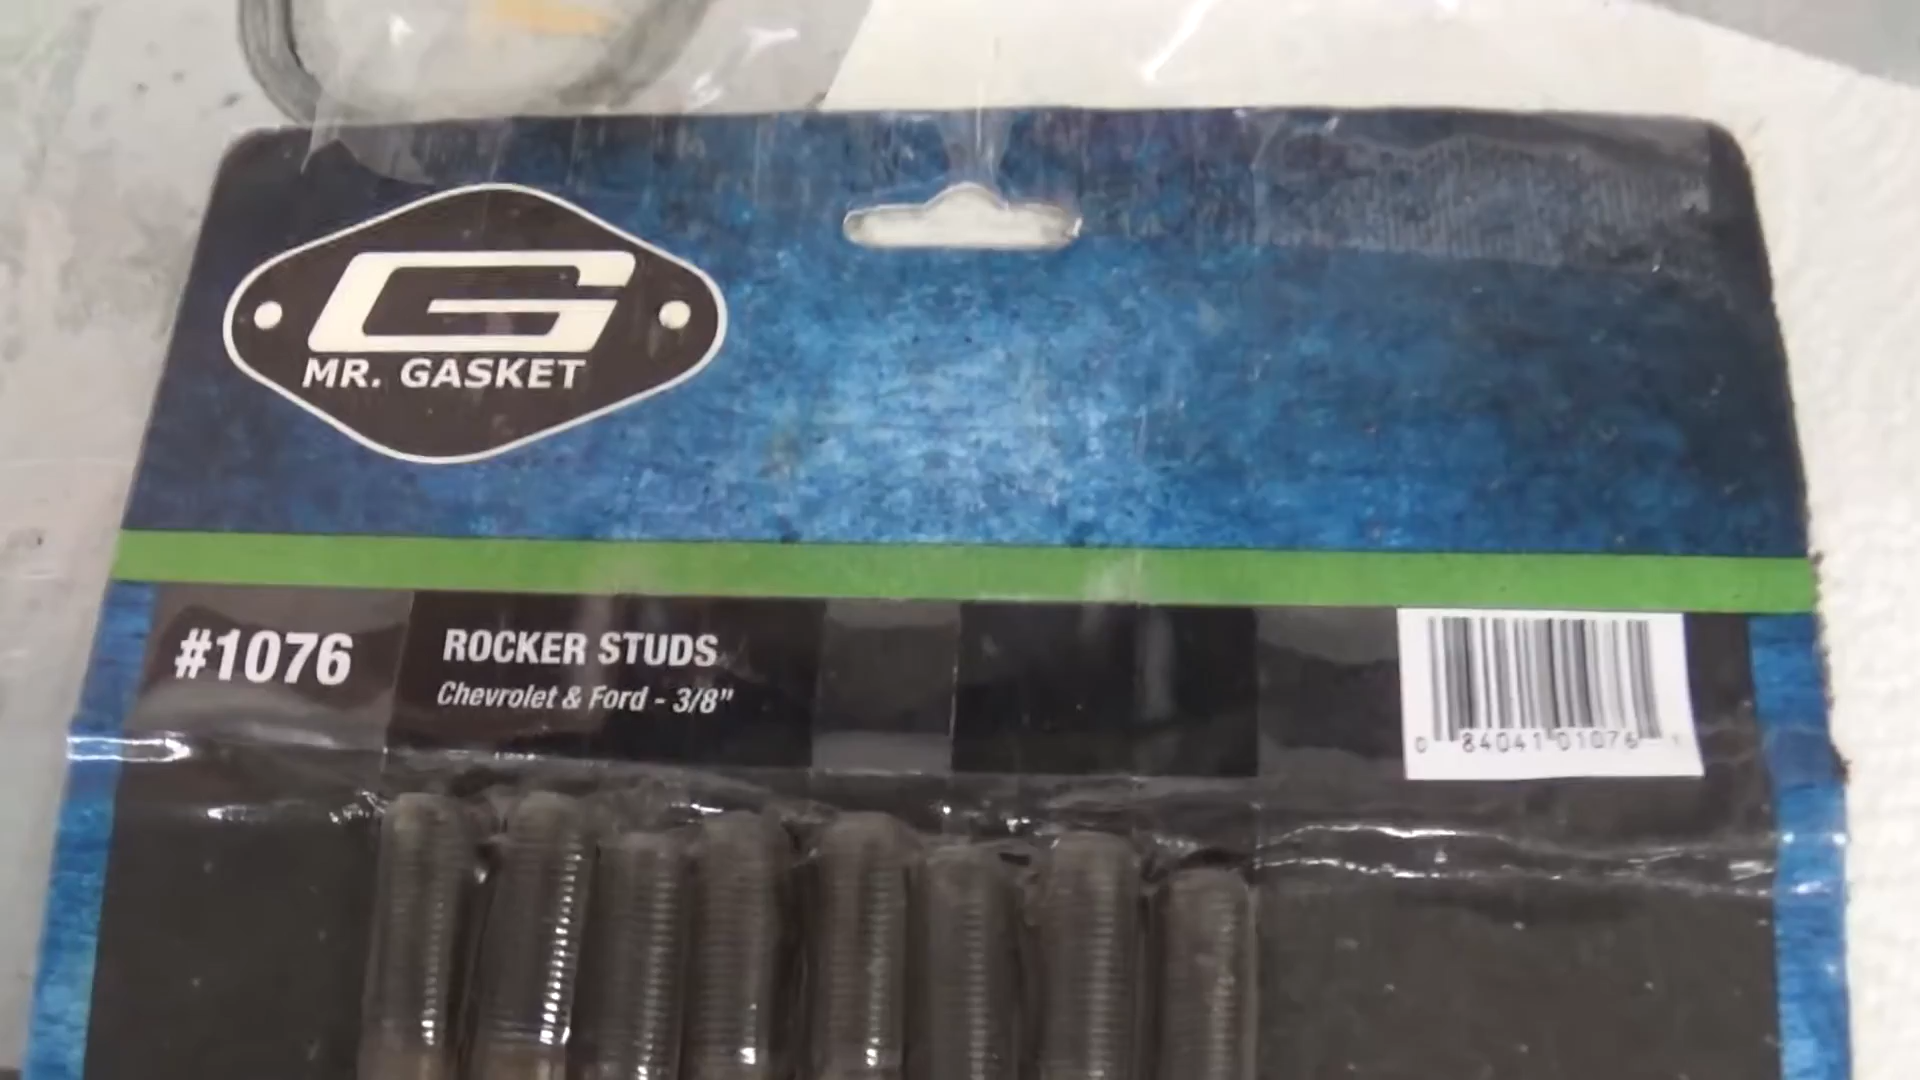 G
MR. GASKET
#1076
ROCKER STUDS
Chevrolet & Ford - 3/8"
0 84041 01076 1